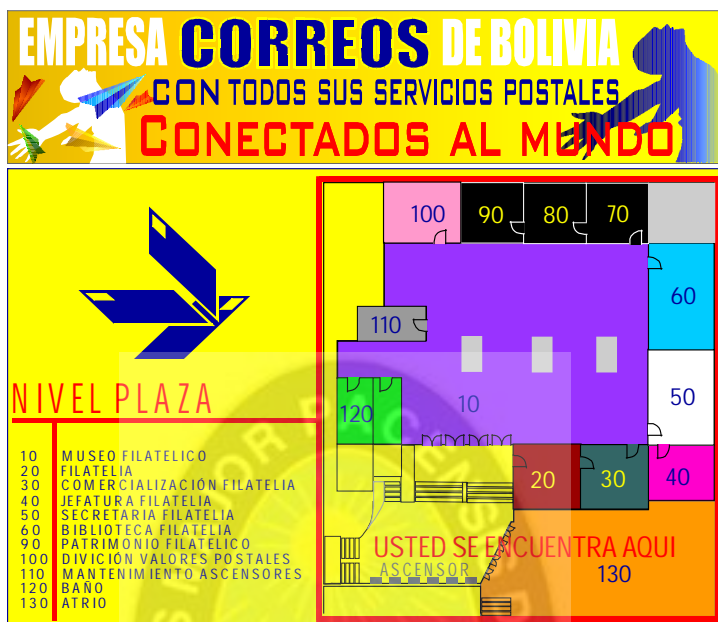 EMPRESA CORREOS DE BOLIVIA
CON TODOS SUS SERVICIOS POSTALES
CONECTADOS AL MUNDO
100 90 80 70
60
110
50
120 10
20 30 40
NIVEL PLAZA
10 MUSEO FILATELICO
20 FILATELIA
30 COMERCIALIZACIÓN FILATELIA
40 JEFATURA FILATELIA
50 SECRETARIA FILATELIA
60 BIBLIOTECA FILATELIA
90 PATRIMONIO FILATELICO
100 DIVICIÓN VALORES POSTALES
110 MANTENIMIENTO ASCENSORES
120 BAÑO
130 ATRIO
USTED SE ENCUENTRA AQUI
ASCENSOR
130